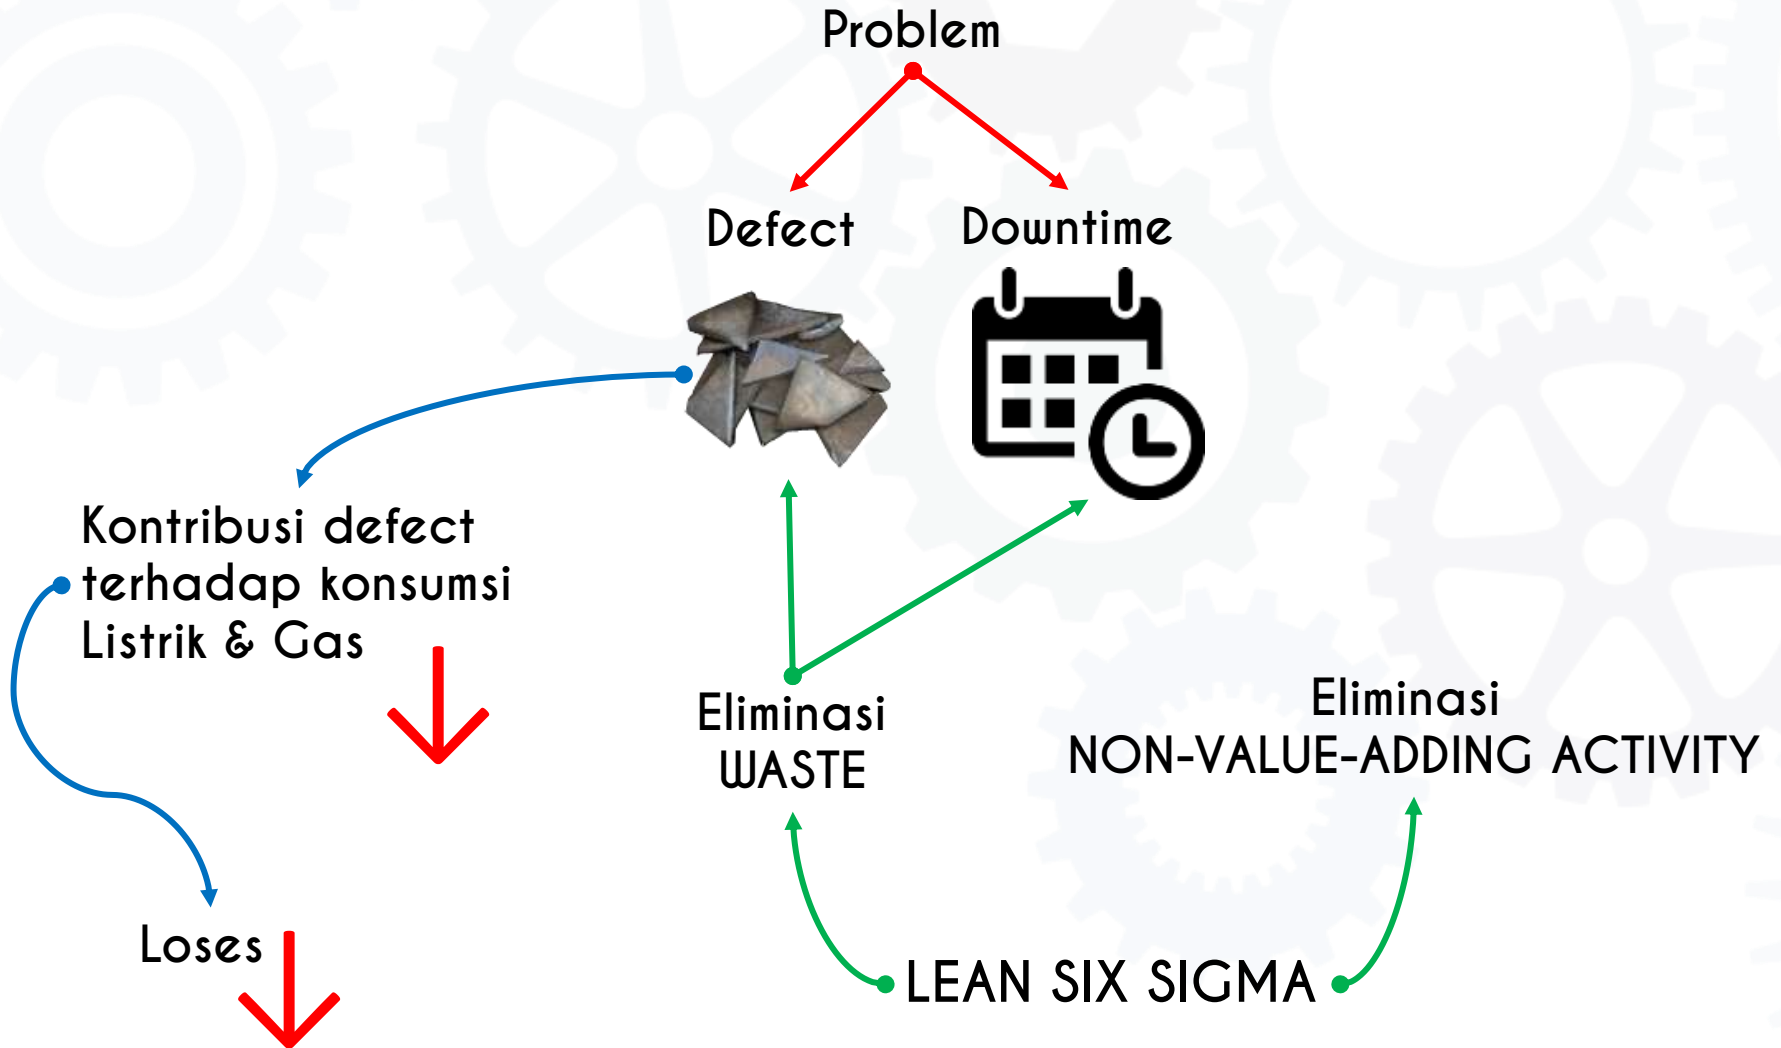 Problem
Defect
Downtime
Kontribusi defect
terhadap konsumsi
Listrik & Gas
Eliminasi
WASTE
Eliminasi
NON-VALUE-ADDING ACTIVITY
Loses
LEAN SIX SIGMA